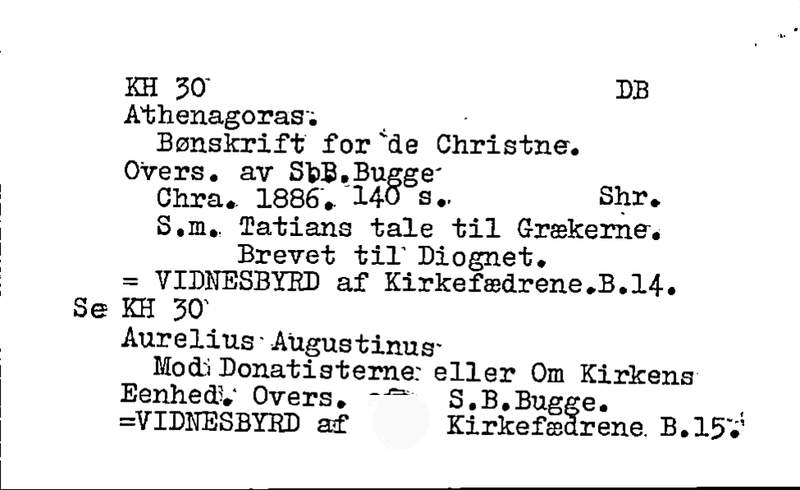 KH 30 DB
Athenagoras.
Bønskrift for de Christne.
Overs. av S.B.Bugge
Chra. 1886. 140 s. Shr.
S.m. Tatians tale til Grækerne.
Brevet til Diognet.
= VIDNESBYRD af Kirkefædrene.B.14.
Se KH 30
Aurelius Augustinus
Mod Donatisterne eller Om Kirkens
Eenhed. Overs. S.B.Bugge.
=VIDNESBYRD af Kirkefædrene B.15.